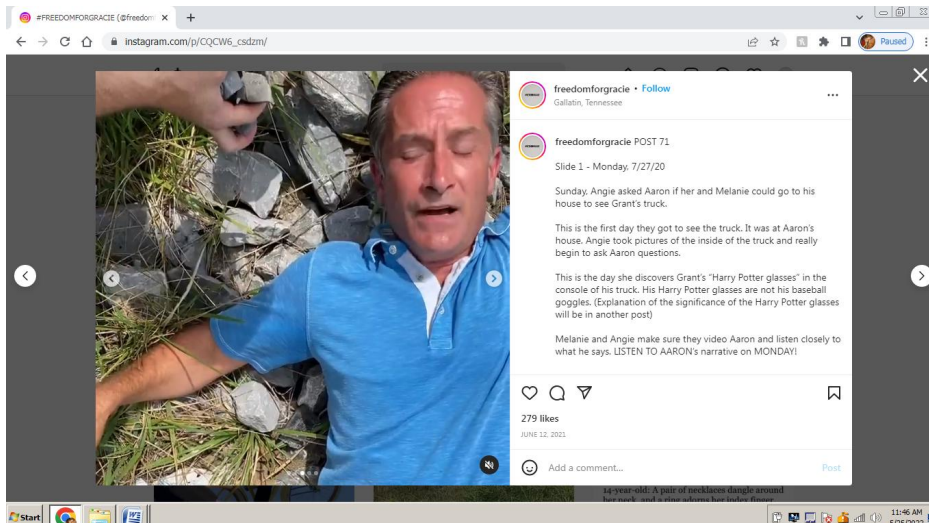 #FREEDOMFORGRACIE (@freedom
instagram.com/p/CQCW6_csdzm/
Paused
freedomforgracie • Follow
Gallatin, Tennessee
freedomforgracie POST 71
Slide 1 - Monday. 7/27/20
Sunday. Angie asked Aaron if her and Melanie could go to his
house to see Grant's truck.
This is the first day they got to see the truck. It was at Aaron's
house. Angie took pictures of the inside of the truck and really
begin to ask Aaron questions.
This is the day she discovers Grant's "Harry Potter glasses" in the
console of his truck. His Harry Potter glasses are not his baseball
goggles. (Explanation of the significance of the Harry Potter glasses
will be in another post)
Melanie and Angie make sure they video Aaron and listen closely to
what he says. LISTEN TO AARON's narrative on MONDAY!
279 likes
JUNE 12, 2021
Add a comment...
Post
14-year-old: A pair of necklaces dangle around
her neck, and a ring adorns her index finger
Start
11:46 AM